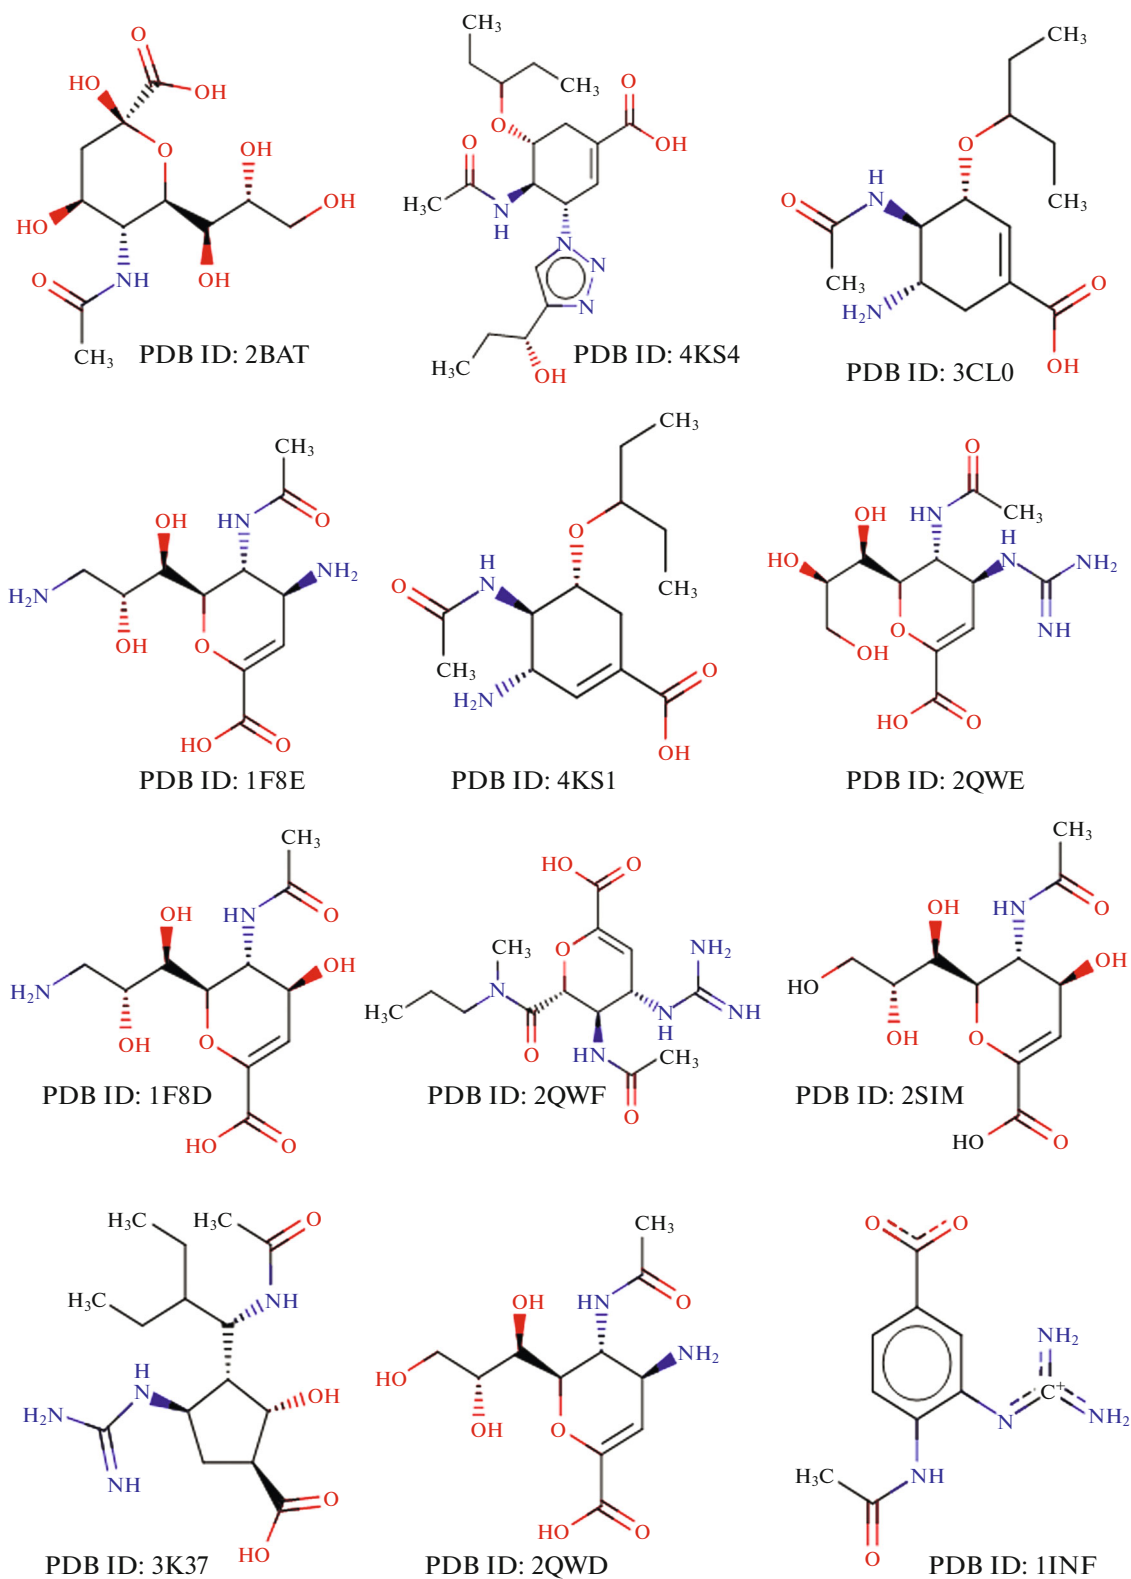 O
HO
OH
O
OH
OH
HO
OH
O
NH
CH3
PDB ID: 2BAT
CH3
CH3
O
O
OH
O
H3C
N
H
N
N
N
H3C
OH
PDB ID: 4KS4
CH3
O
H
N
O
CH3
CH3
H2N
O
OH
PDB ID: 3CL0
CH3
OH
HN
O
H2N
NH2
OH
O
HO
O
PDB ID: 1F8E
CH3
O
H
N
O
CH3
CH3
H2N
O
OH
PDB ID: 4KS1
O
OH
HN
CH3
H
N
NH2
HO
O
NH
OH
HO
O
PDB ID: 2QWE
CH3
OH
HN
O
H2N
OH
OH
O
PDB ID: 1F8D
HO
O
HO
O
CH3
O
NH2
H3C
N
N
H
NH
O
HN
CH3
PDB ID: 2QWF
O
CH3
OH
HN
O
HO
OH
OH
O
PDB ID: 2SIM
HO
O
H3C
H3C
O
H3C
NH
H
N
OH
H2N
NH
O
HO
PDB ID: 3K37
CH3
OH
HN
O
HO
NH2
OH
O
HO
O
PDB ID: 2QWD
O
O
NH2
C+
N
NH2
H3C
NH
O
PDB ID: 1INF